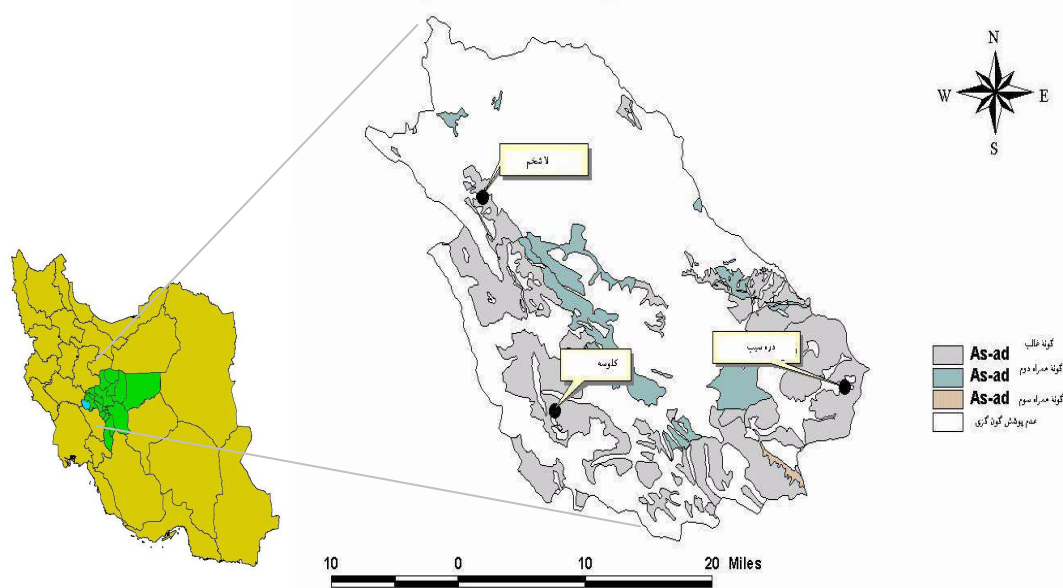 N
W E
S
لاشخم
دره سیب
کلوسه
As-ad گونه غالب
As-ad گونه همراه دوم
As-ad گونه همراه سوم
عدم پوشش گون گزی
10 0 10 20 Miles